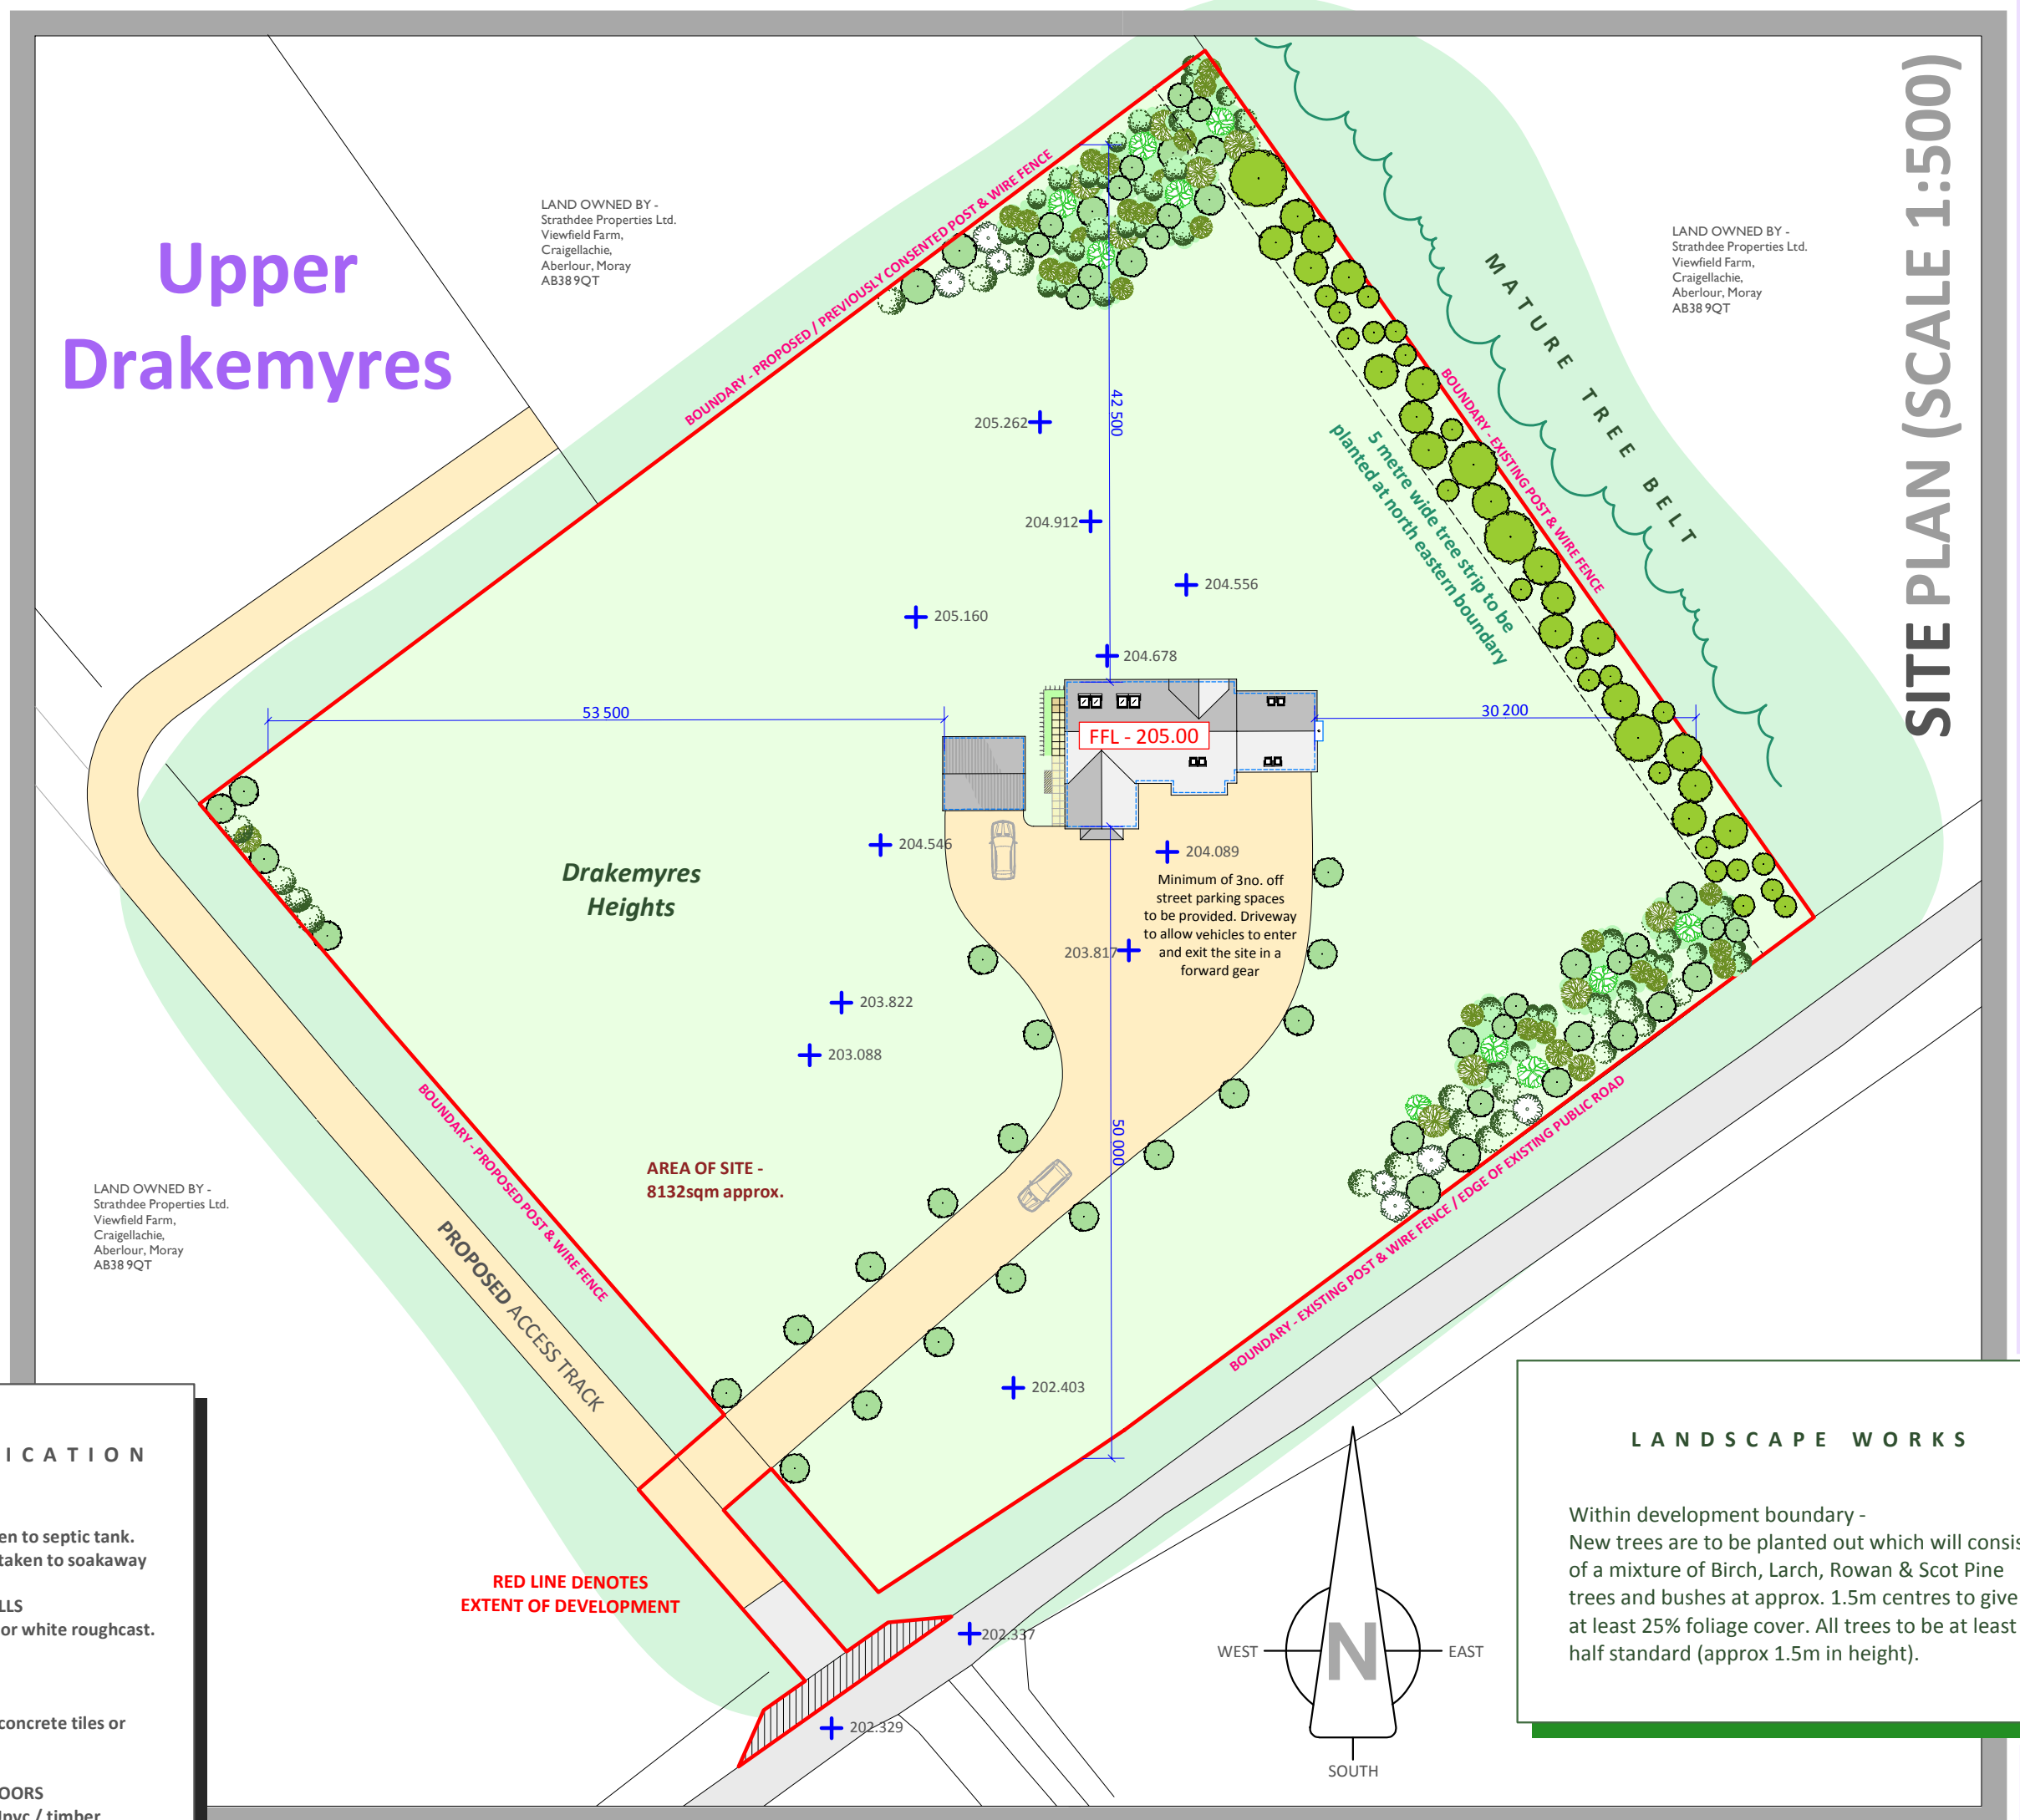 SITE PLAN (SCALE 1:500)
Upper
Drakemyres
LAND OWNED BY -
Strathdee Properties Ltd.
Viewfield Farm,
Craigellachie,
Aberlour, Moray
AB38 9QT
LAND OWNED BY -
Strathdee Properties Ltd.
Viewfield Farm,
Craigellachie,
Aberlour, Moray
AB38 9QT
BOUNDARY - PROPOSED / PREVIOUSLY CONSENTED POST & WIRE FENCE
MATURE TREE BELT
BOUNDARY - EXISTING POST & WIRE FENCE
5 metre wide tree strip to be
planted at north eastern boundary
42 500
205.262
204.912
204.556
205.160
204.678
53 500
30 200
FFL - 205.00
204.546
204.089
Drakemyres
Heights
Minimum of 3no. off
street parking spaces
to be provided. Driveway
to allow vehicles to enter
and exit the site in a
forward gear
203.817
203.822
203.088
50 000
BOUNDARY - PROPOSED POST & WIRE FENCE
AREA OF SITE -
8132sqm approx.
BOUNDARY - EXISTING POST & WIRE FENCE / EDGE OF EXISTING PUBLIC ROAD
LAND OWNED BY -
Strathdee Properties Ltd.
Viewfield Farm,
Craigellachie,
Aberlour, Moray
AB38 9QT
PROPOSED ACCESS TRACK
202.403
RED LINE DENOTES
EXTENT OF DEVELOPMENT
202.337
202.329
N
WEST
EAST
SOUTH
ICATION
en to septic tank.
taken to soakaway
LLS
or white roughcast.
concrete tiles or
OORS
Upvc / timber
LANDSCAPE WORKS
Within development boundary -
New trees are to be planted out which will consis
of a mixture of Birch, Larch, Rowan & Scot Pine
trees and bushes at approx. 1.5m centres to give
at least 25% foliage cover. All trees to be at least
half standard (approx 1.5m in height).